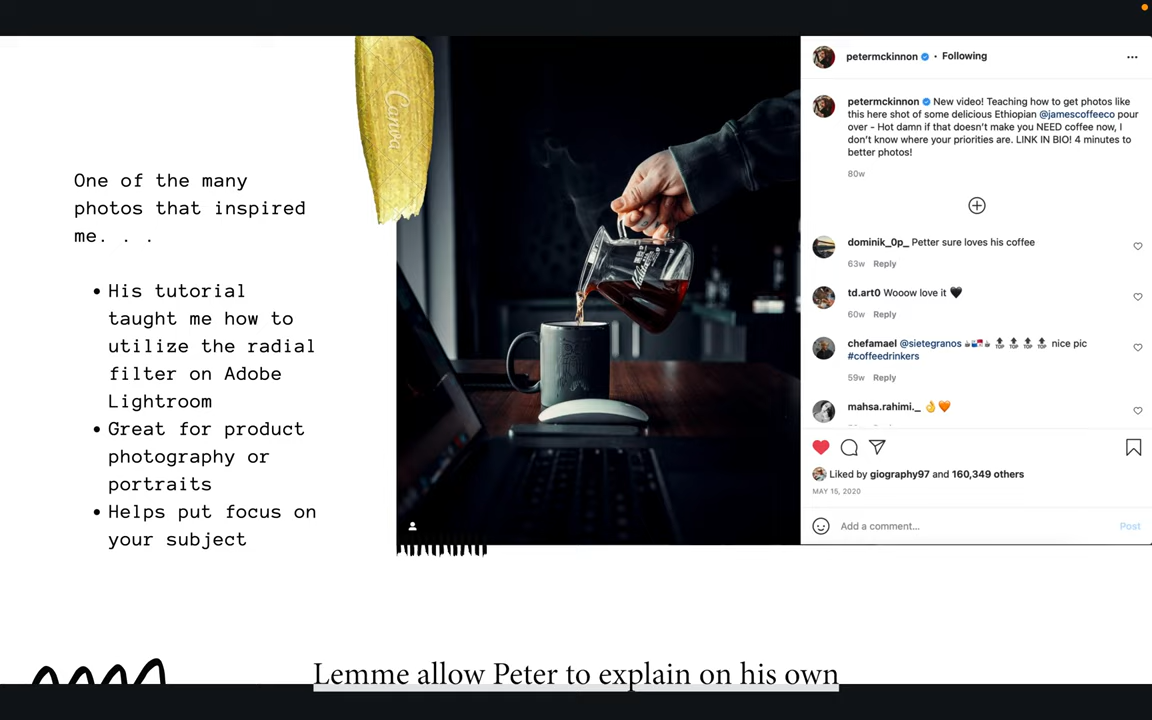 One of the many
photos that inspired
me. . .
• His tutorial
taught me how to
utilize the radial
filter on Adobe
Lightroom
• Great for product
photography or
portraits
• Helps put focus on
your subject
Canva
petermckinnon • Following
petermckinnon New video! Teaching how to get photos like
this here shot of some delicious Ethiopian @jamescoffeeco pour
over - Hot damn if that doesn't make you NEED coffee now, I
don't know where your priorities are. LINK IN BIO! 4 minutes to
better photos!
80w
dominik_0p_ Petter sure loves his coffee
63w Reply
td.art0 Wooow love it 🖤
60w Reply
chefamael @sietegranos ☕🇵🇦☕ 🔝 🔝 🔝 🔝 nice pic
#coffeedrinkers
59w Reply
mahsa.rahimi._ 👌🧡
Liked by giography97 and 160,349 others
MAY 15, 2020
Add a comment...
Post
Lemme allow Peter to explain on his own